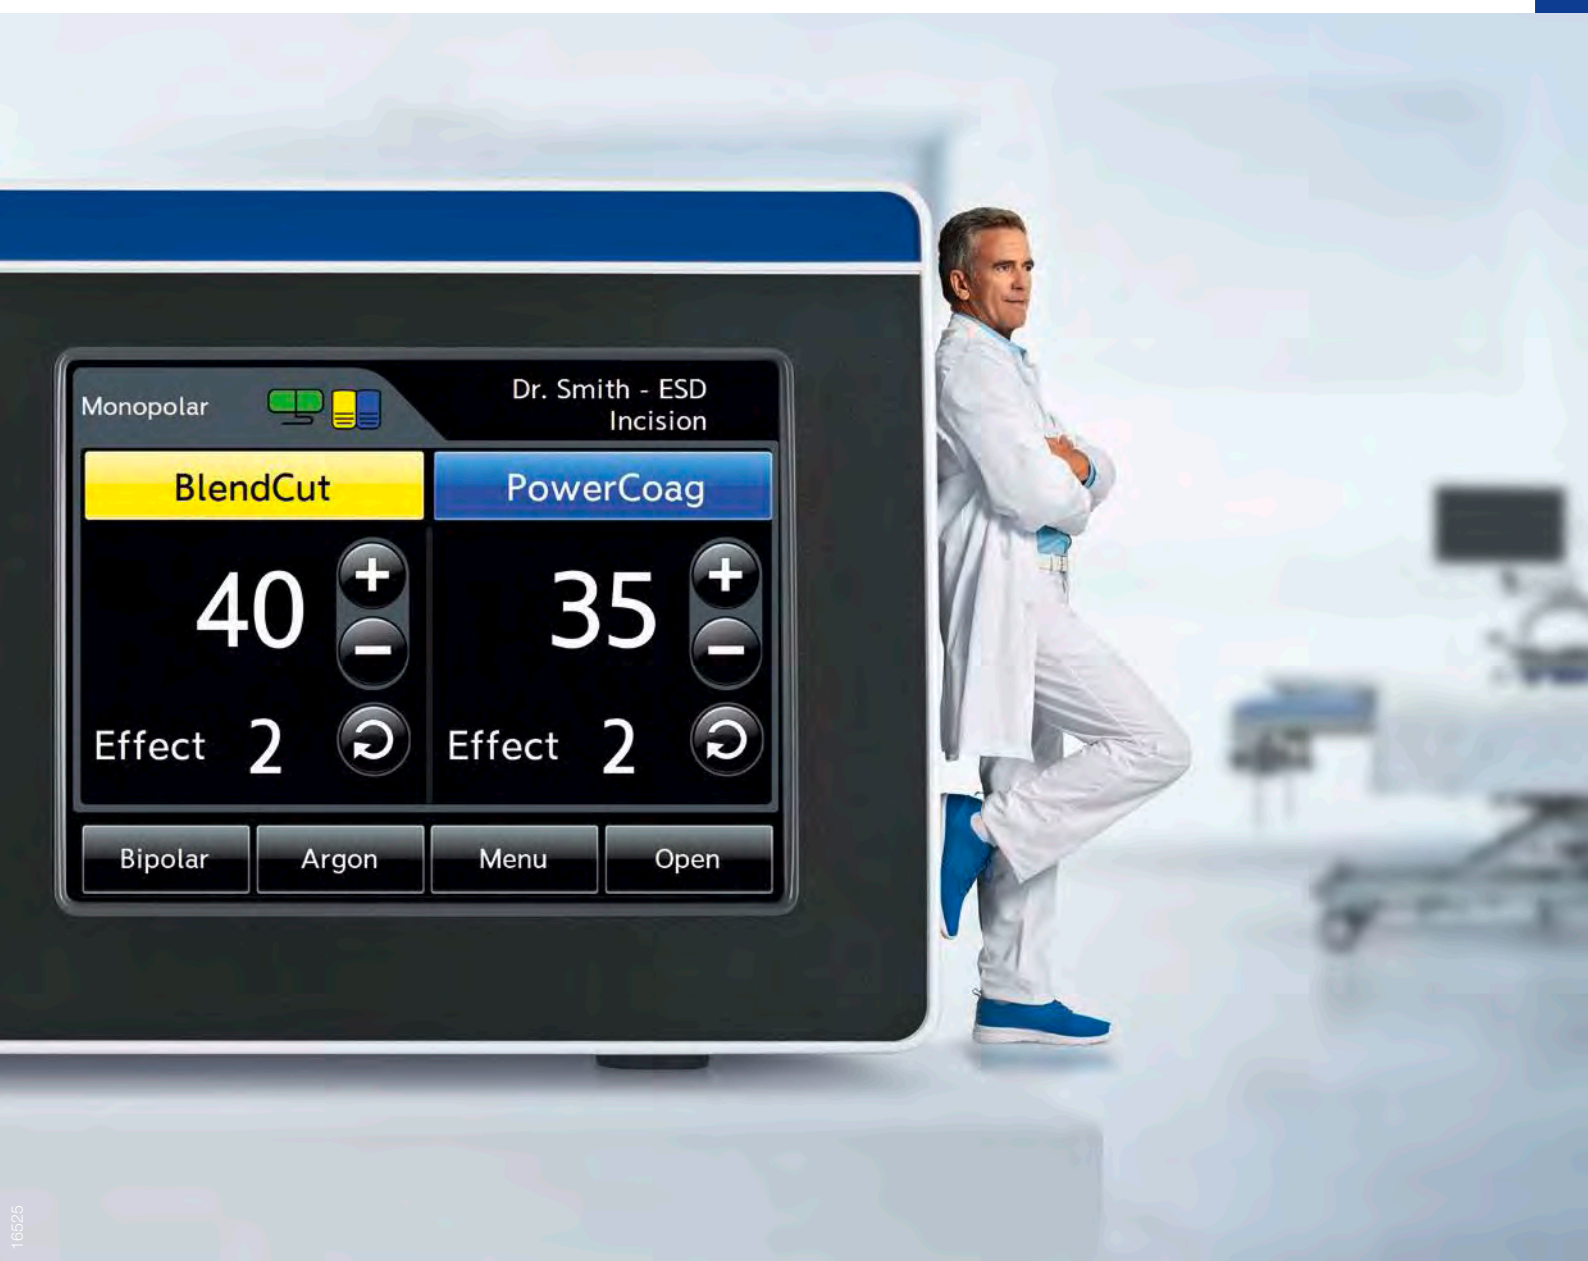 Monopolar
Dr. Smith - ESD
Incision
BlendCut
PowerCoag
40
+
-
35
+
-
Effect 2
Effect 2
Bipolar
Argon
Menu
Open
16525